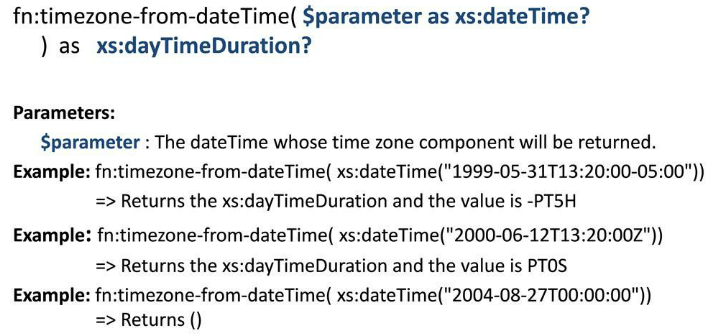 fn:timezone-from-dateTime( $parameter as xs:dateTime?
) as xs:dayTimeDuration?
Parameters:
$parameter : The dateTime whose time zone component will be returned.
Example: fn:timezone-from-dateTime( xs:dateTime("1999-05-31T13:20:00-05:00"))
=> Returns the xs:dayTimeDuration and the value is -PT5H
Example: fn:timezone-from-dateTime( xs:dateTime("2000-06-12T13:20:00Z"))
=> Returns the xs:dayTimeDuration and the value is PT0S
Example: fn:timezone-from-dateTime( xs:dateTime("2004-08-27T00:00:00"))
=> Returns ()